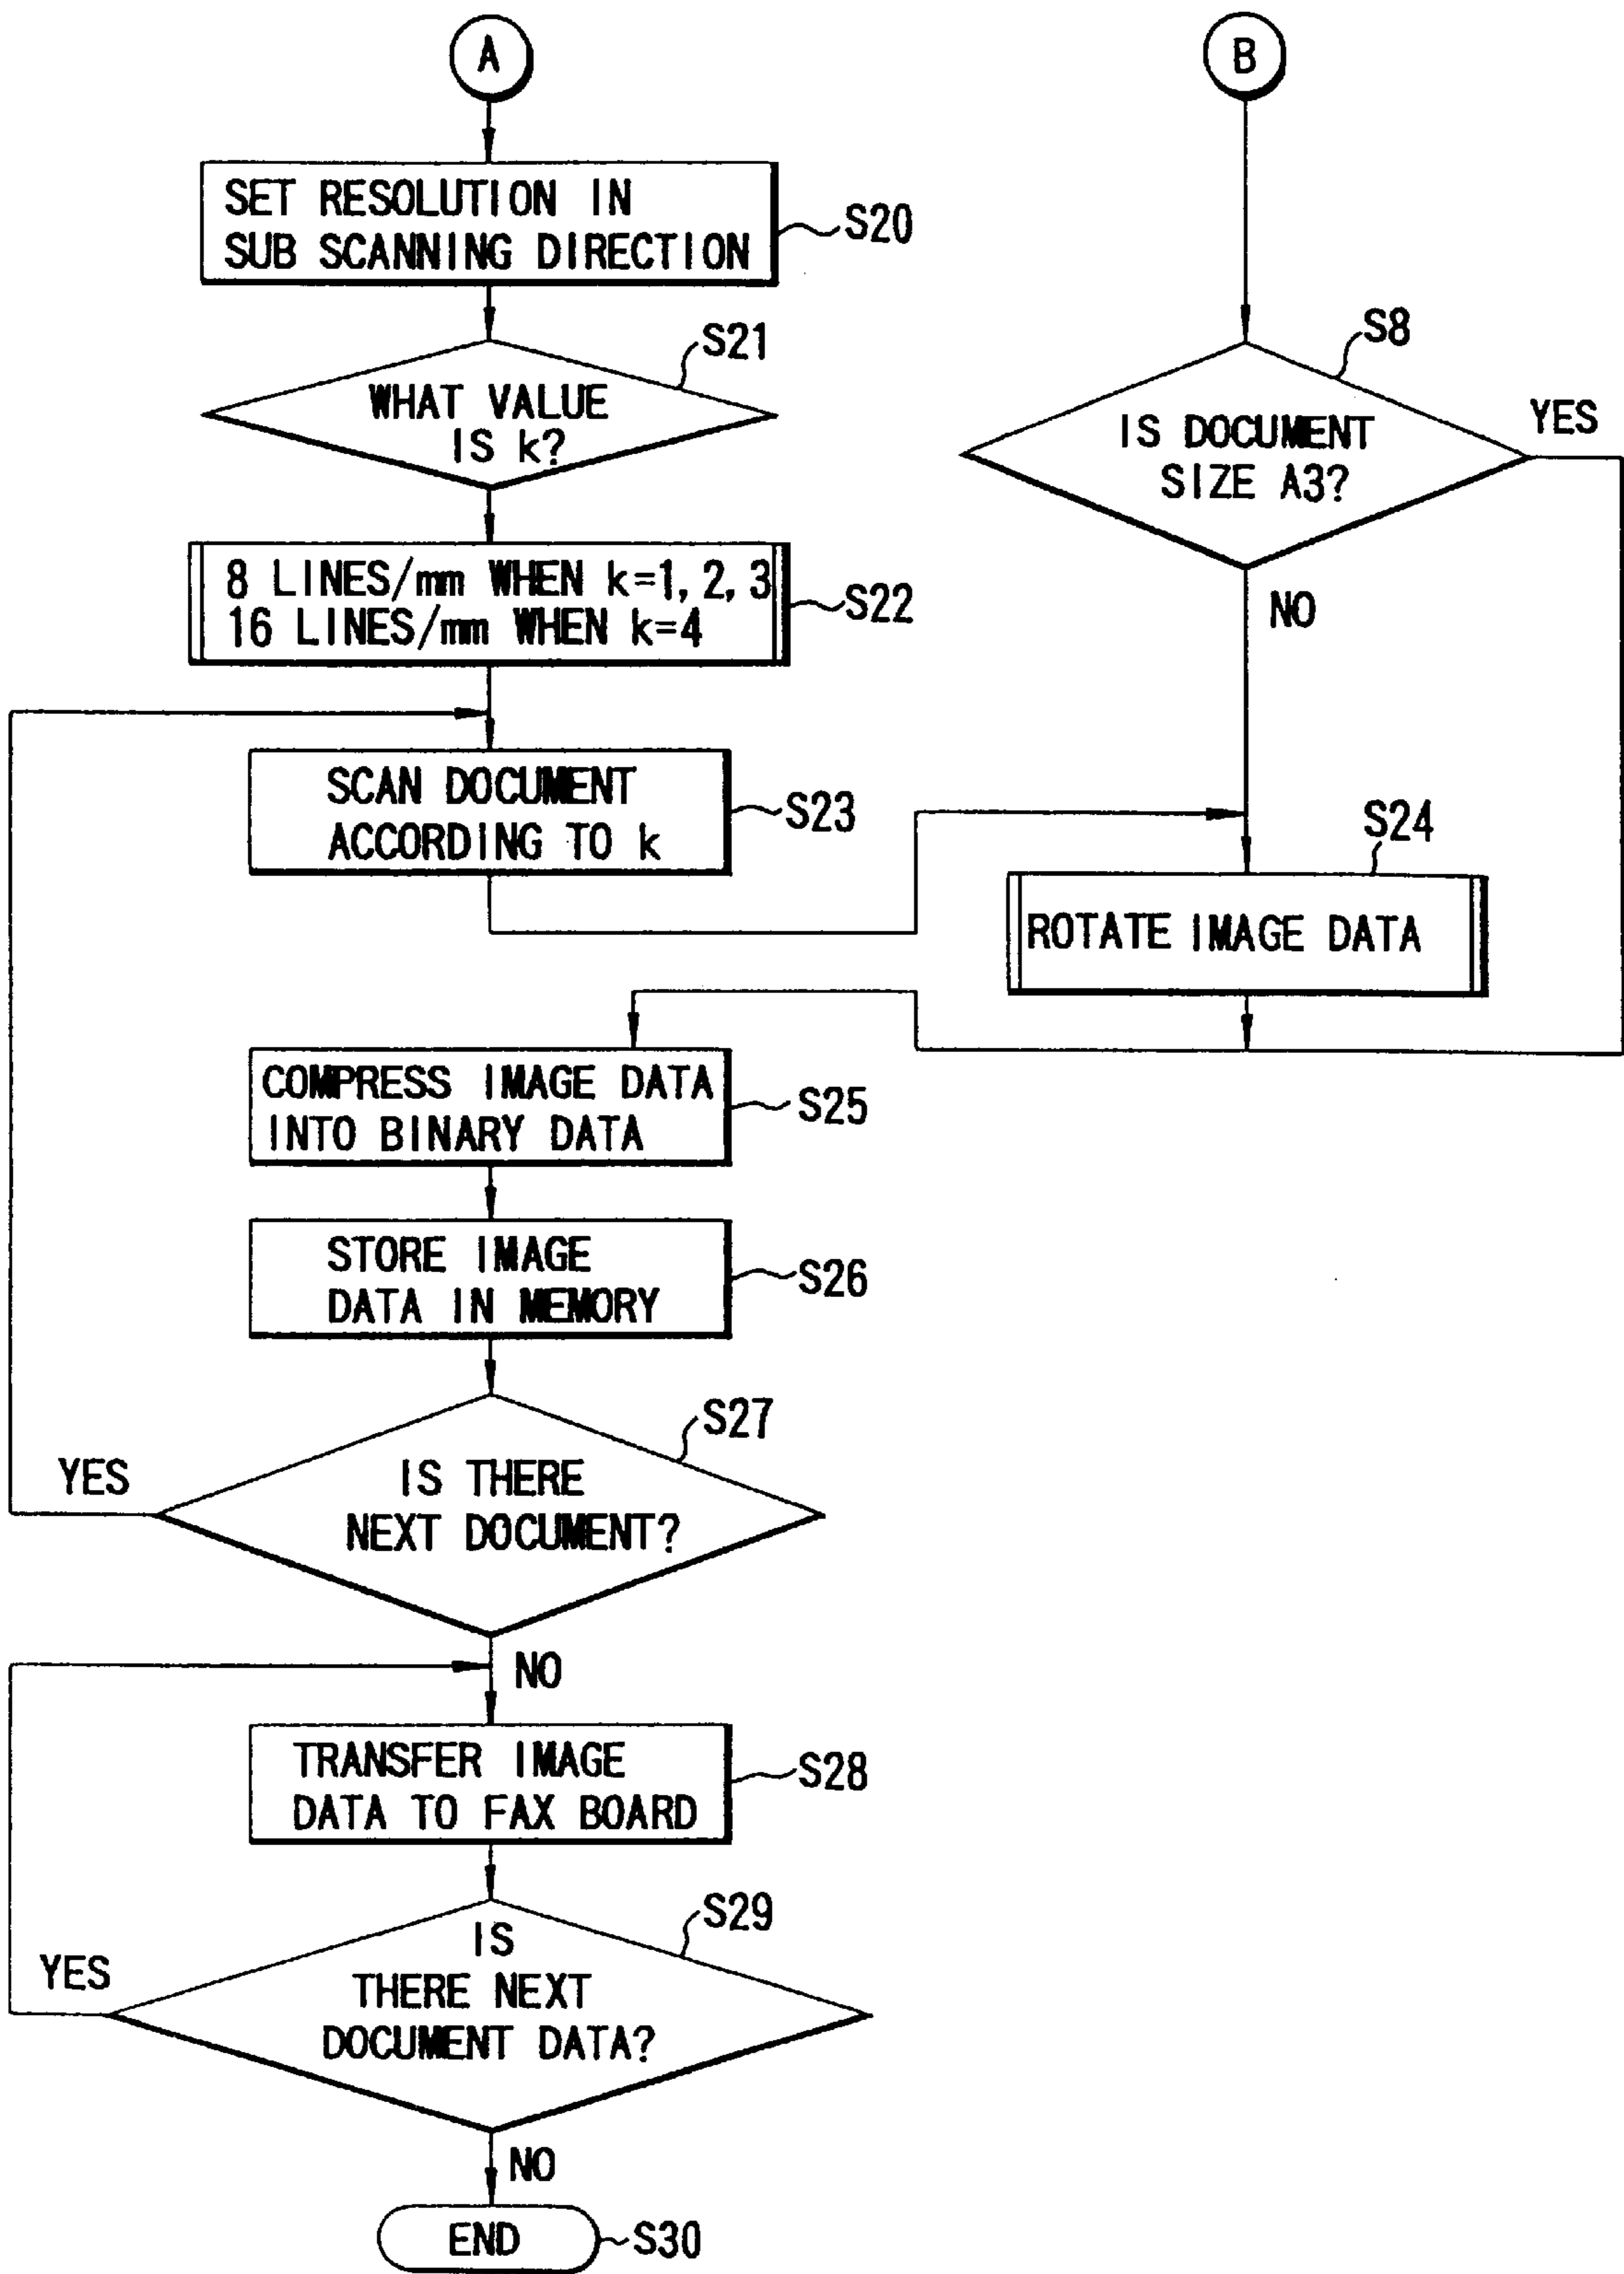 A
SET RESOLUTION IN
SUB SCANNING DIRECTION
S20
S21
WHAT VALUE
IS k?
8 LINES/mm WHEN k=1, 2, 3
16 LINES/mm WHEN k=4
S22
SCAN DOCUMENT
ACCORDING TO k
S23
B
S8
IS DOCUMENT
SIZE A3?
YES
NO
S24
ROTATE IMAGE DATA
COMPRESS IMAGE DATA
INTO BINARY DATA
S25
STORE IMAGE
DATA IN MEMORY
S26
S27
IS THERE
NEXT DOCUMENT?
YES
NO
TRANSFER IMAGE
DATA TO FAX BOARD
S28
S29
IS
THERE NEXT
DOCUMENT DATA?
YES
NO
END
S30